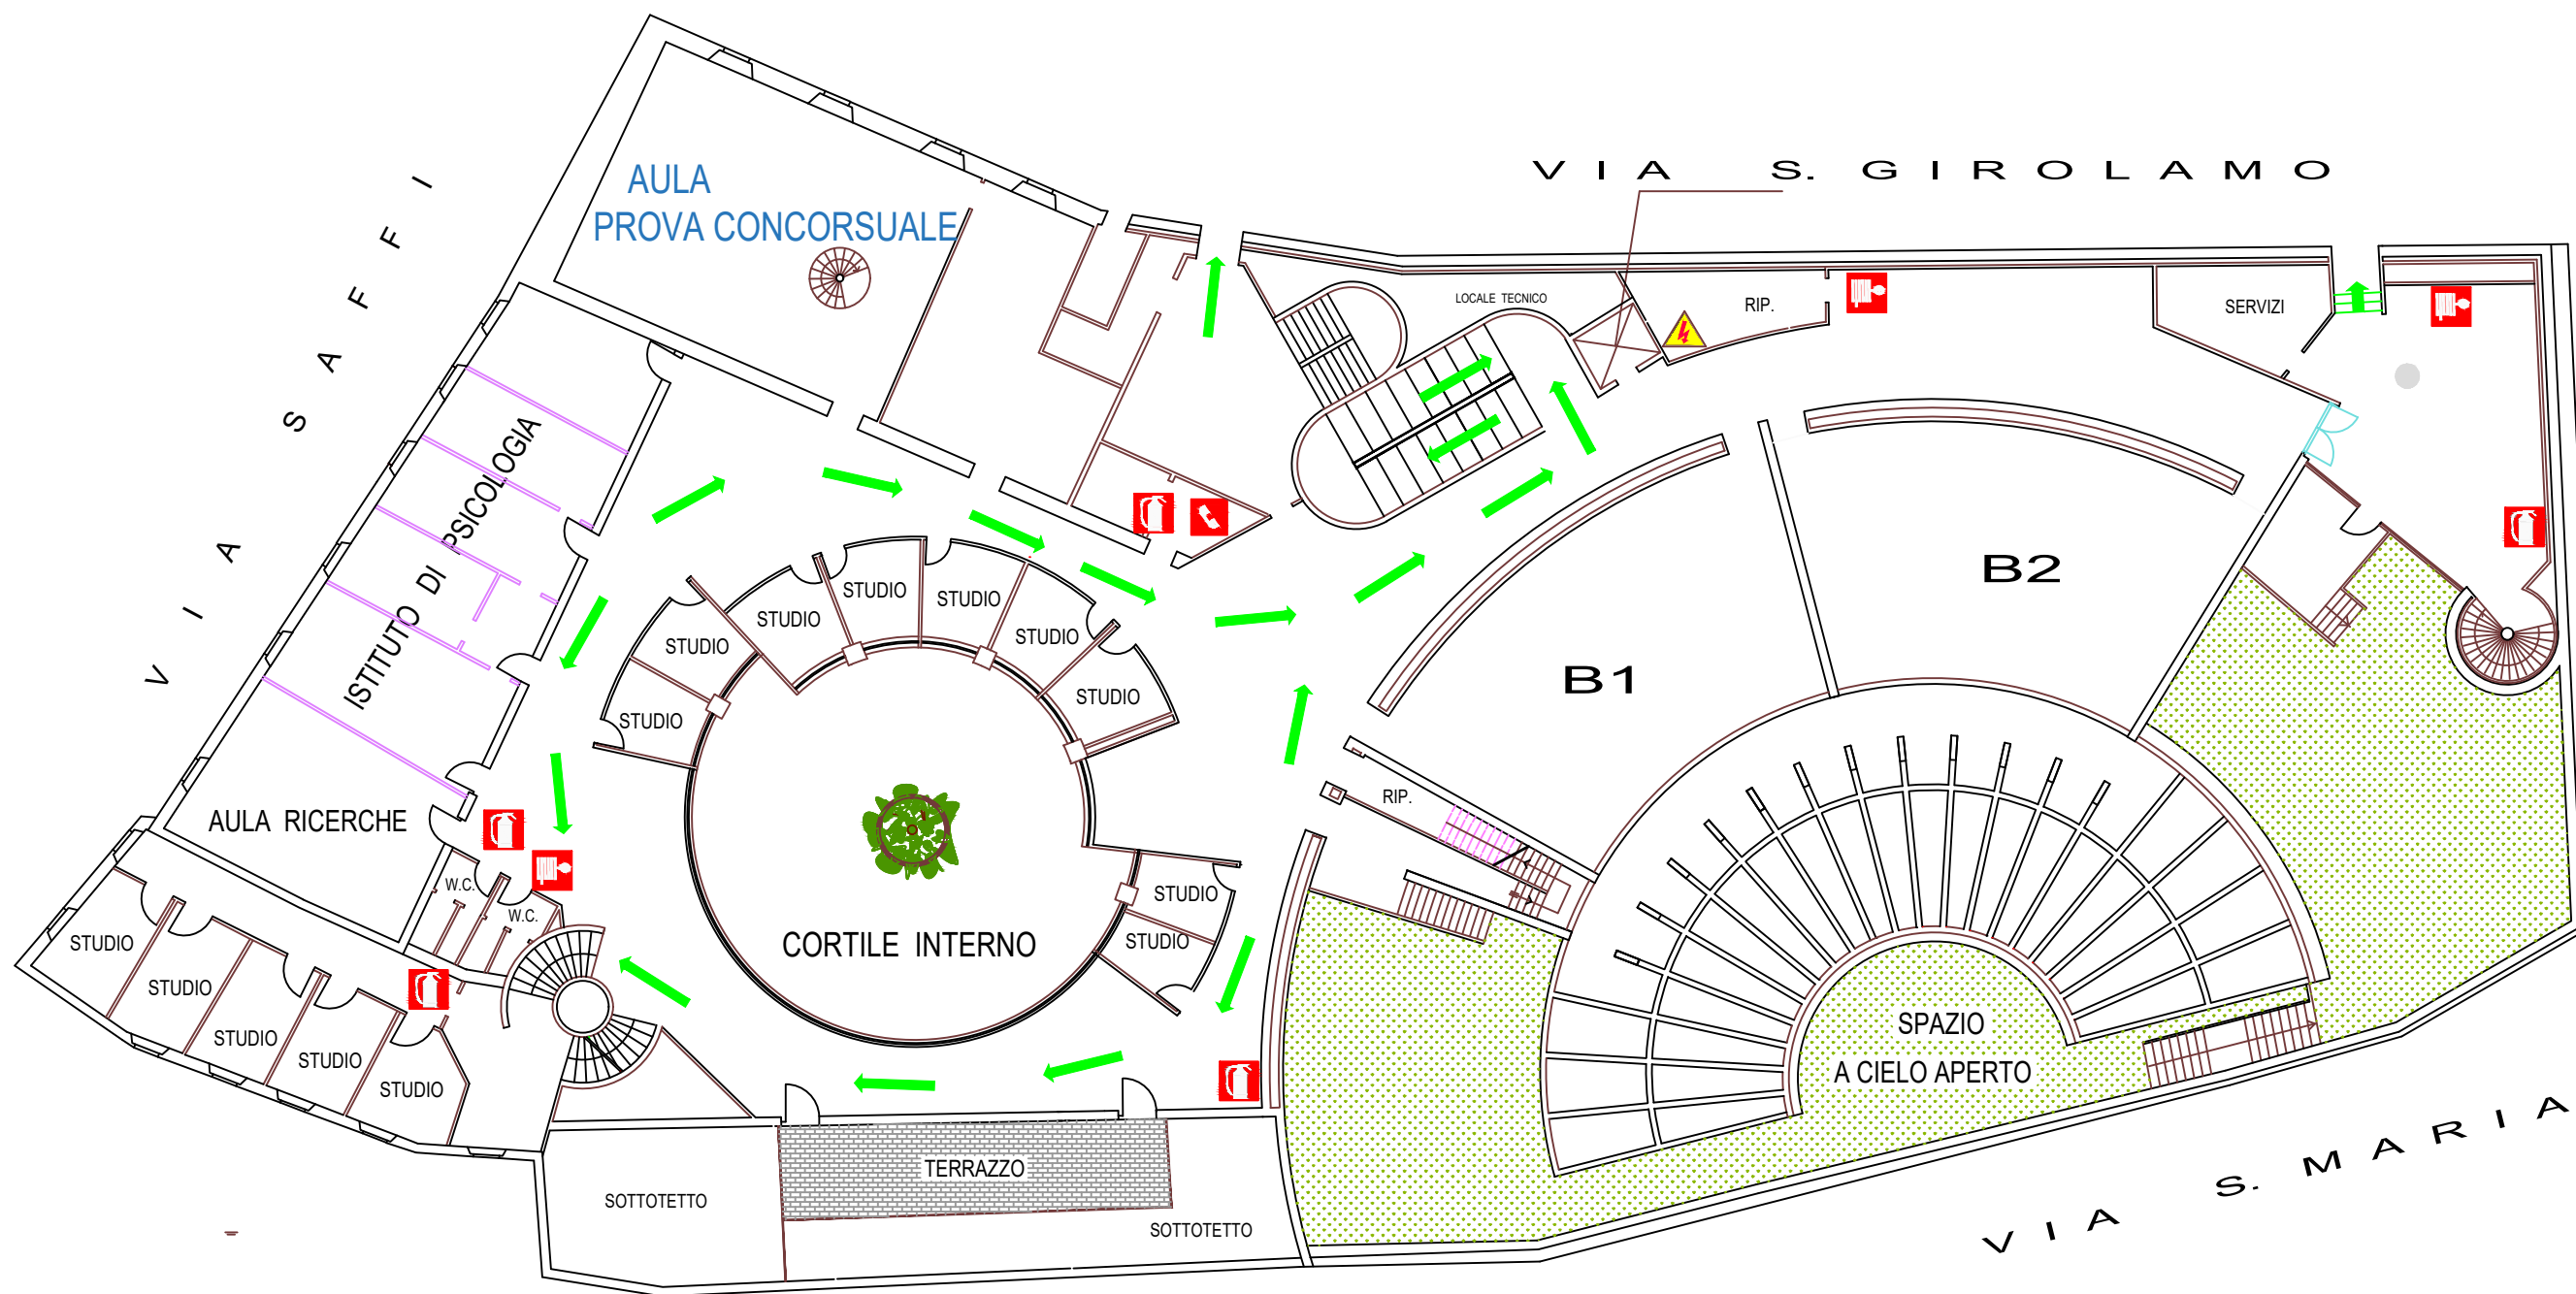 VIA S. GIROLAMO
VIA SAFFI
AULA
PROVA CONCORSUALE
LOCALE TECNICO
RIP.
SERVIZI
ISTITUTO DI PSICOLOGIA
STUDIO
STUDIO
STUDIO
STUDIO
STUDIO
STUDIO
STUDIO
B2
B1
RIP.
AULA RICERCHE
W.C.
W.C.
STUDIO
STUDIO
CORTILE INTERNO
STUDIO
STUDIO
STUDIO
STUDIO
STUDIO
SPAZIO
A CIELO APERTO
TERRAZZO
SOTTOTETTO
SOTTOTETTO
VIA S. MARIA